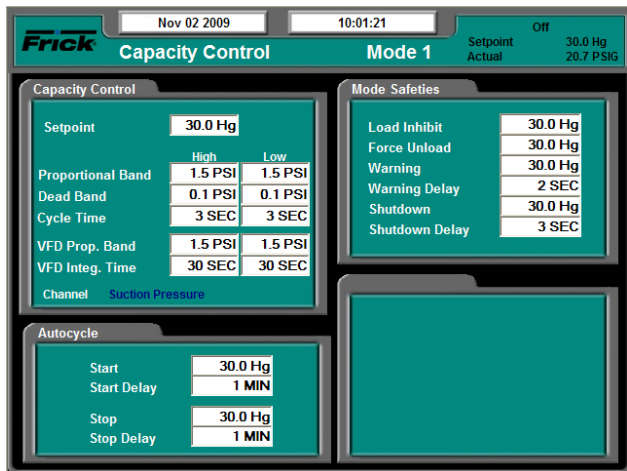 Nov 02 2009
10:01:21
Off
Frick
Capacity Control
Mode 1
Setpoint 30.0 Hg
Actual 20.7 PSIG
Capacity Control
Setpoint 30.0 Hg
High Low
Proportional Band 1.5 PSI 1.5 PSI
Dead Band 0.1 PSI 0.1 PSI
Cycle Time 3 SEC 3 SEC
VFD Prop. Band 1.5 PSI 1.5 PSI
VFD Integ. Time 30 SEC 30 SEC
Channel Suction Pressure
Mode Safeties
Load Inhibit 30.0 Hg
Force Unload 30.0 Hg
Warning 30.0 Hg
Warning Delay 2 SEC
Shutdown 30.0 Hg
Shutdown Delay 3 SEC
Autocycle
Start 30.0 Hg
Start Delay 1 MIN
Stop 30.0 Hg
Stop Delay 1 MIN